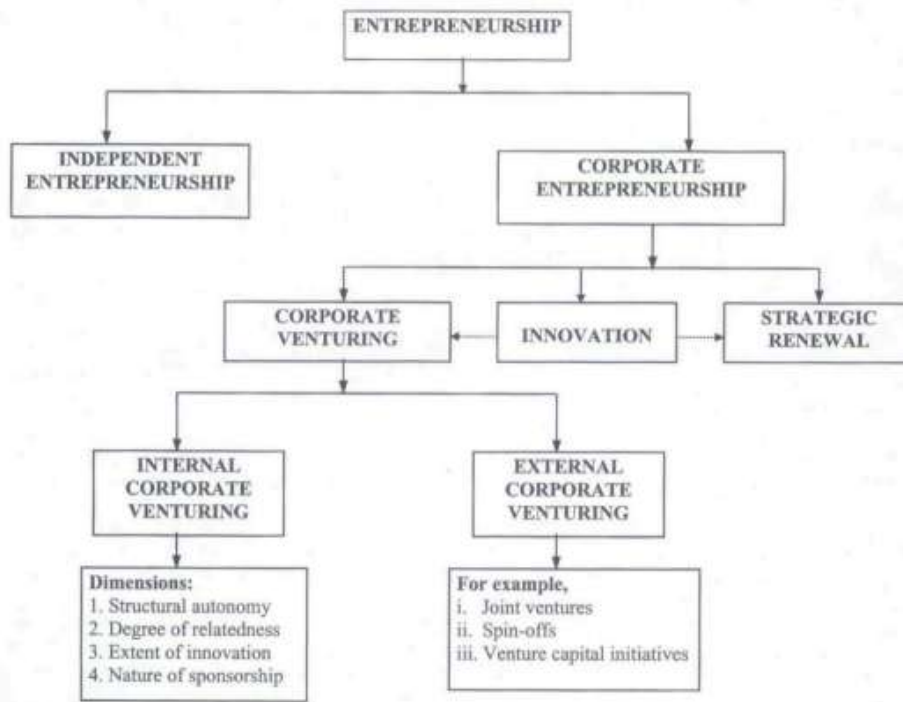 ENTREPRENEURSHIP
INDEPENDENT
ENTREPRENEURSHIP
CORPORATE
ENTREPRENEURSHIP
CORPORATE
VENTURING
INNOVATION
STRATEGIC
RENEWAL
INTERNAL
CORPORATE
VENTURING
EXTERNAL
CORPORATE
VENTURING
Dimensions:
1. Structural autonomy
2. Degree of relatedness
3. Extent of innovation
4. Nature of sponsorship
For example,
i. Joint ventures
ii. Spin-offs
iii. Venture capital initiatives